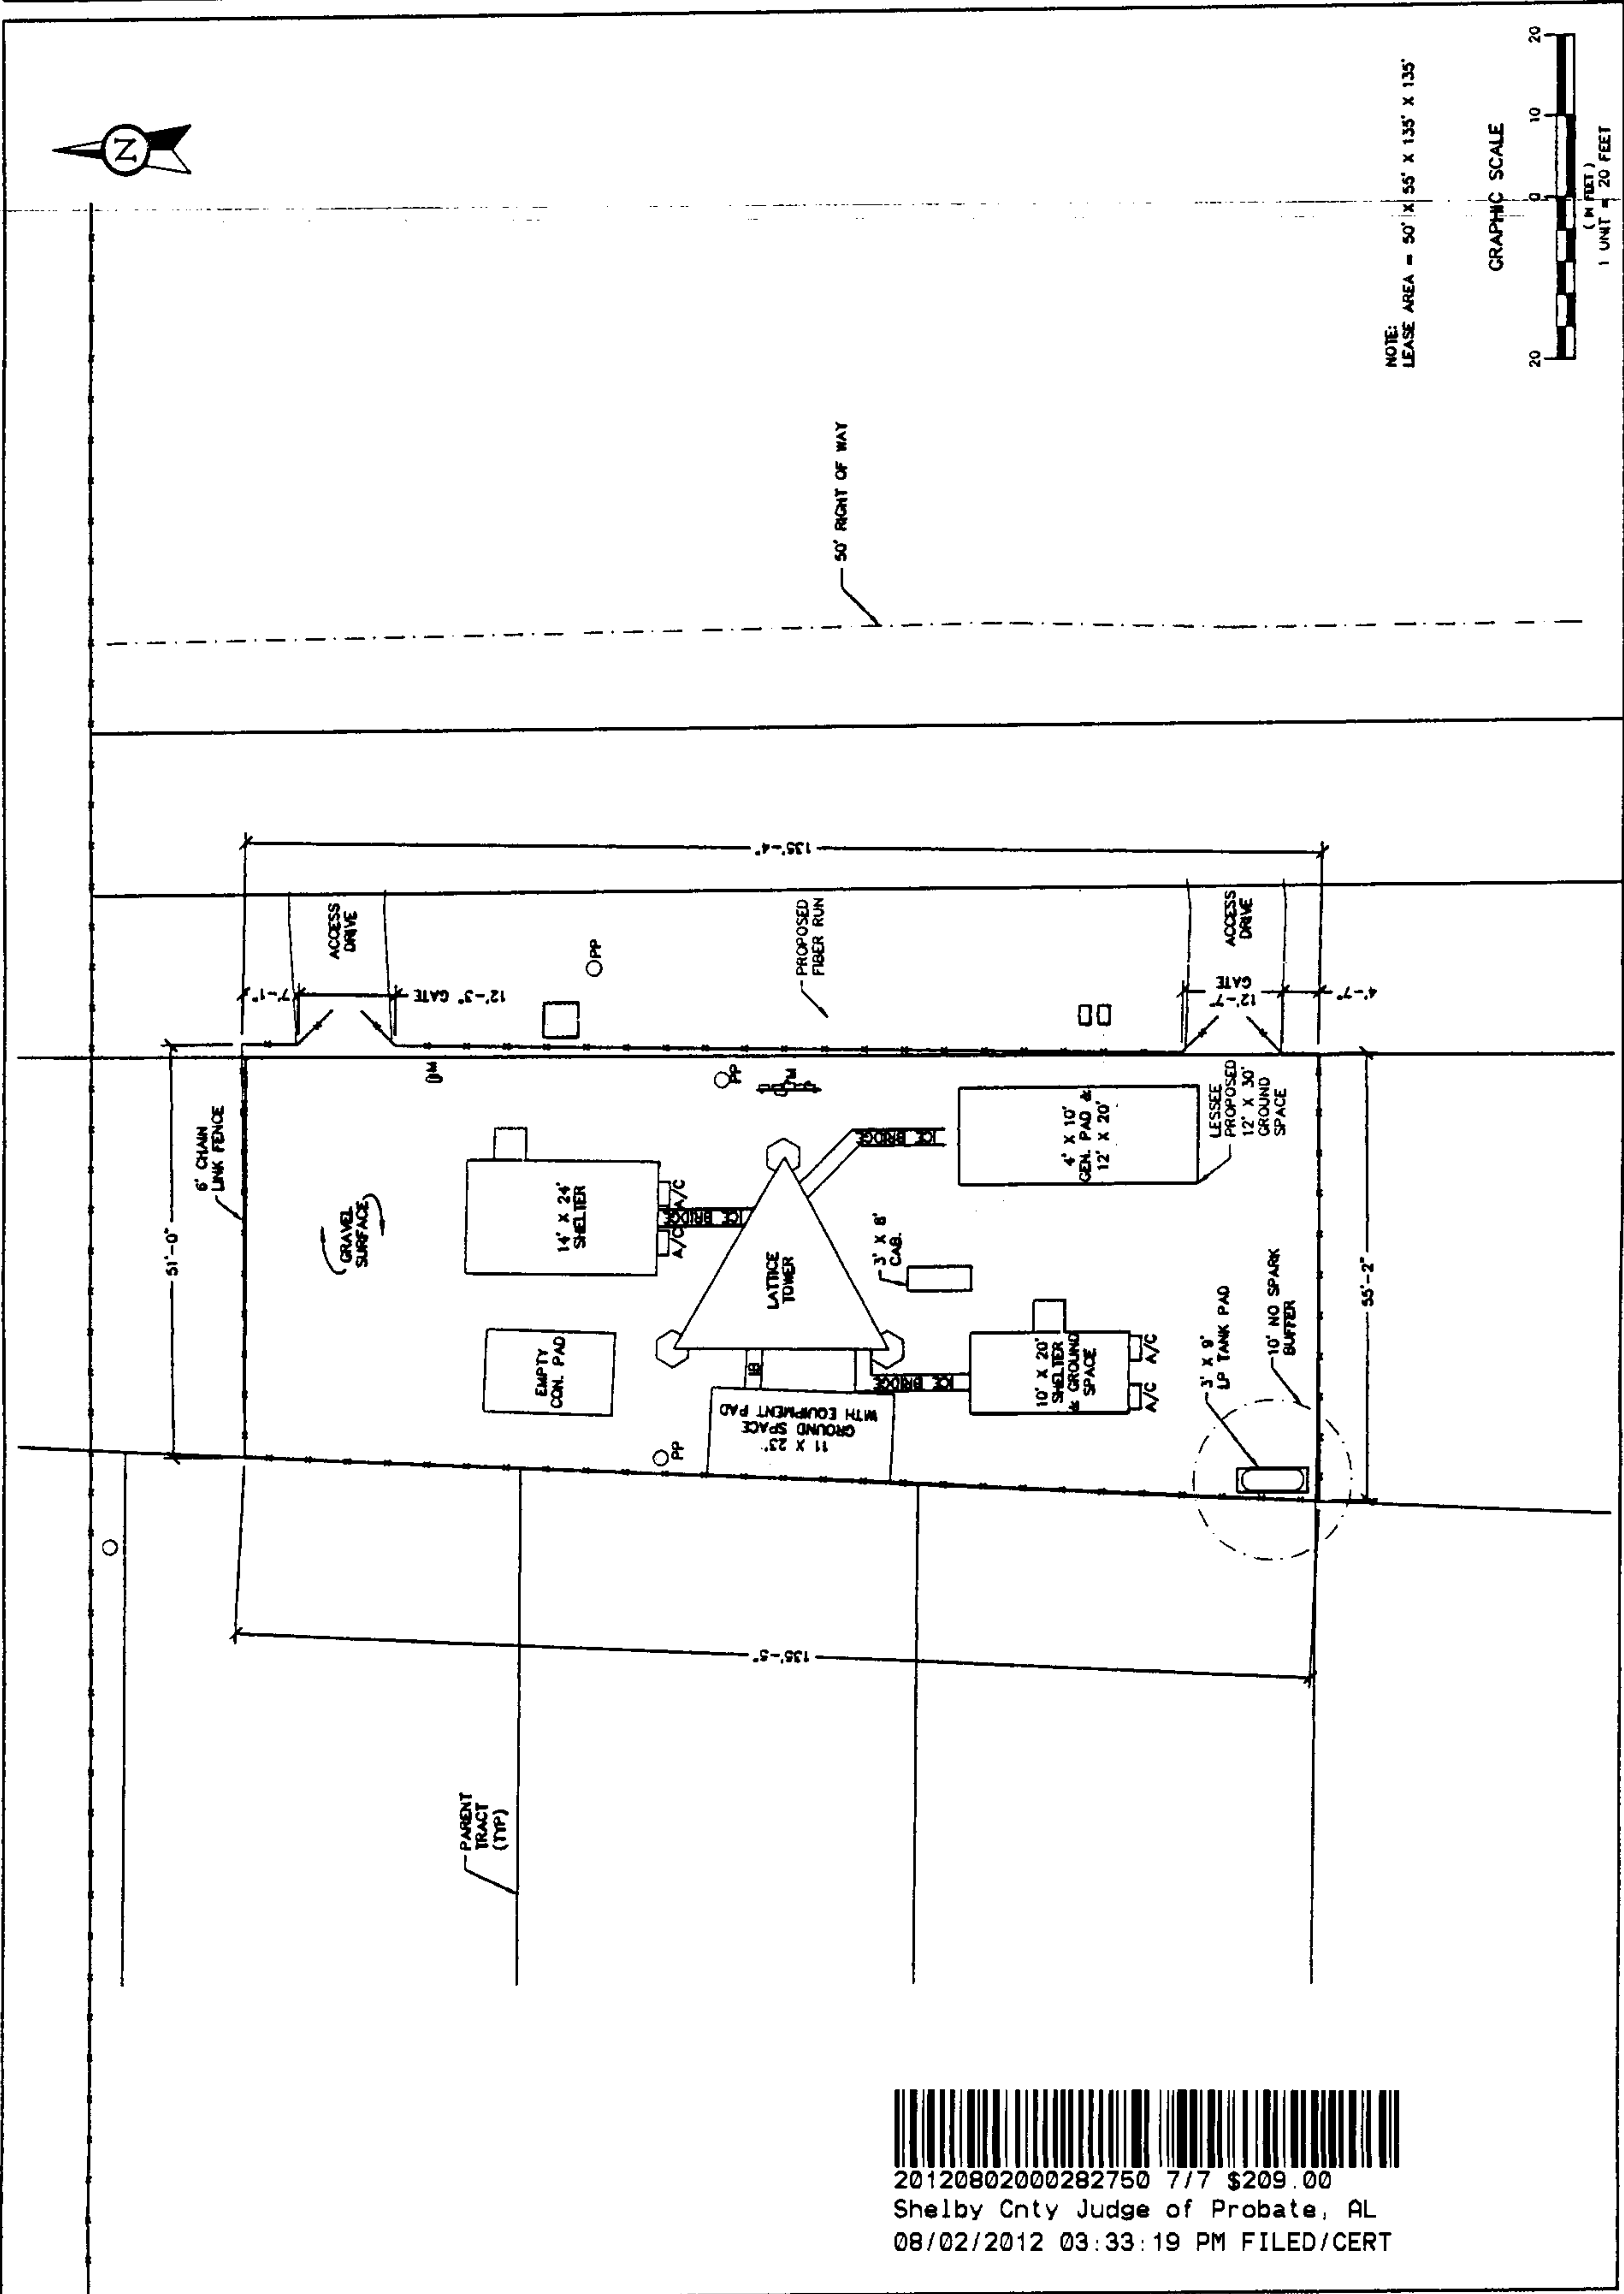 N
NOTE:
LEASE AREA = 50' X 55' X 135' X 135'
GRAPHIC SCALE
20
0
10
20
( IN FEET )
1 UNIT = 20 FEET
50' RIGHT OF WAY
135'-4"
ACCESS
DRIVE
7'-1"
12'-3" GATE
PP
PROPOSED
FIBER RUN
ACCESS
DRIVE
12'-7"
GATE
4'-7"
51'-0"
6' CHAIN
LINK FENCE
GRAVEL
SURFACE
14' X 24'
SHELTER
A/C
A/C
ICE BRIDGE
PP
M
M
ICE BRIDGE
4' X 10'
GEN. PAD &
12' X 20'
LESSEE
PROPOSED
12' X 30'
GROUND
SPACE
LATTICE
TOWER
3' X 8'
CAB.
EMPTY
CON. PAD
IB
ICE BRIDGE
11 X 23'
GROUND SPACE
WITH EQUIPMENT PAD
PP
10' X 20'
SHELTER
& GROUND
SPACE
A/C
A/C
3' X 9'
LP TANK PAD
10' NO SPARK
BUFFER
55'-2"
135'-5"
PARENT
TRACT
(TYP)
20120802000282750 7/7 $209.00
Shelby Cnty Judge of Probate, AL
08/02/2012 03:33:19 PM FILED/CERT